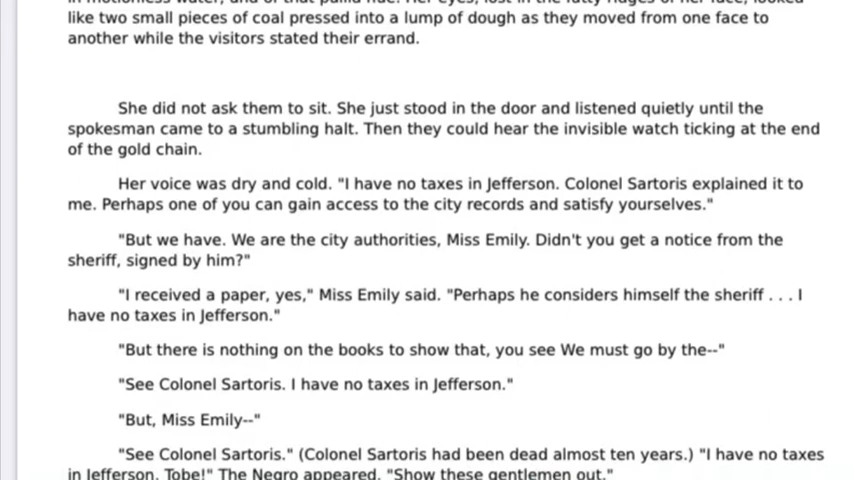 in motionless water, and of that pallid hue. Her eyes, lost in the fatty ridges of her face, looked
like two small pieces of coal pressed into a lump of dough as they moved from one face to
another while the visitors stated their errand.
She did not ask them to sit. She just stood in the door and listened quietly until the
spokesman came to a stumbling halt. Then they could hear the invisible watch ticking at the end
of the gold chain.
Her voice was dry and cold. "I have no taxes in Jefferson. Colonel Sartoris explained it to
me. Perhaps one of you can gain access to the city records and satisfy yourselves."
"But we have. We are the city authorities, Miss Emily. Didn't you get a notice from the
sheriff, signed by him?"
"I received a paper, yes," Miss Emily said. "Perhaps he considers himself the sheriff . . . I
have no taxes in Jefferson."
"But there is nothing on the books to show that, you see We must go by the--"
"See Colonel Sartoris. I have no taxes in Jefferson."
"But, Miss Emily--"
"See Colonel Sartoris." (Colonel Sartoris had been dead almost ten years.) "I have no taxes
in Jefferson. Tobe!" The Negro appeared. "Show these gentlemen out."